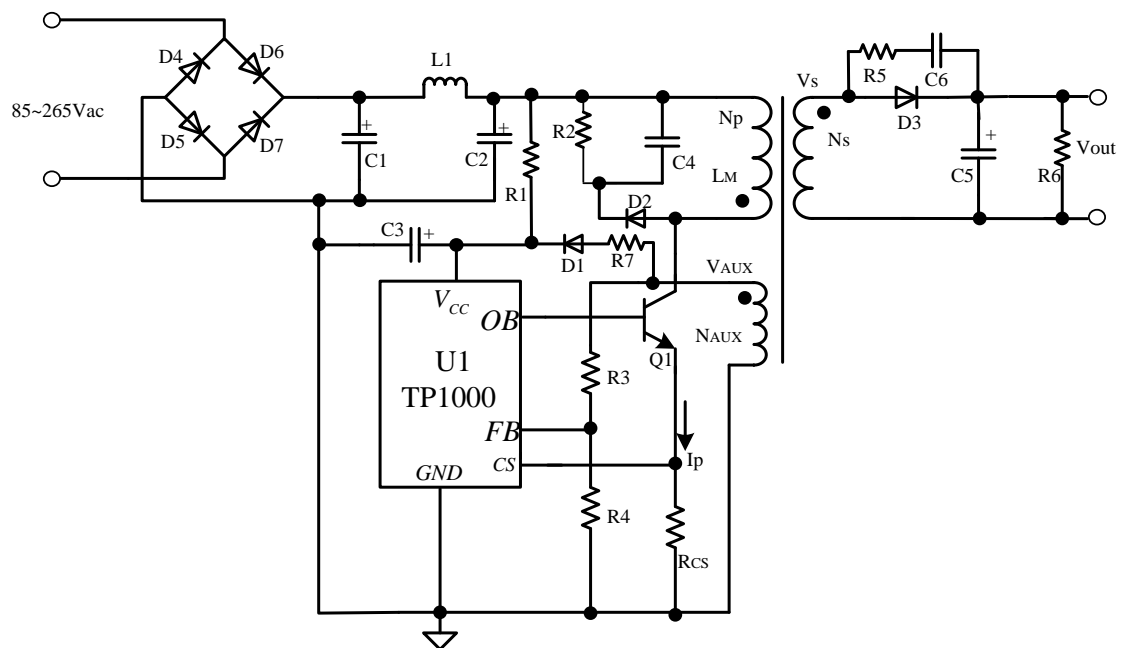 D4
D6
85~265Vac
D5
D7
L1
+
C1
+
C2
R1
R2
C4
Np
LM
D2
Vs
Ns
R5
C6
D3
+
C5
R6
Vout
C3
+
D1
R7
VAUX
NAUX
VCC
OB
U1
TP1000
FB
CS
GND
Q1
R3
R4
Ip
RCS